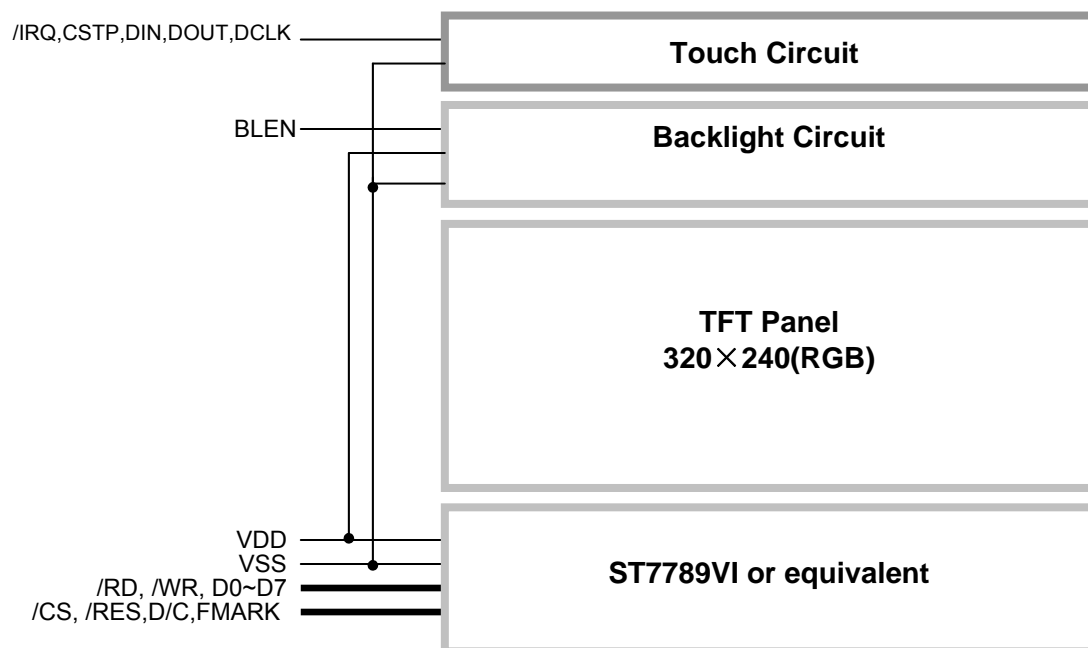 /IRQ,CSTP,DIN,DOUT,DCLK
Touch Circuit
BLEN
Backlight Circuit
TFT Panel
320×240(RGB)
VDD
VSS
/RD, /WR, D0~D7
/CS, /RES,D/C,FMARK
ST7789VI or equivalent